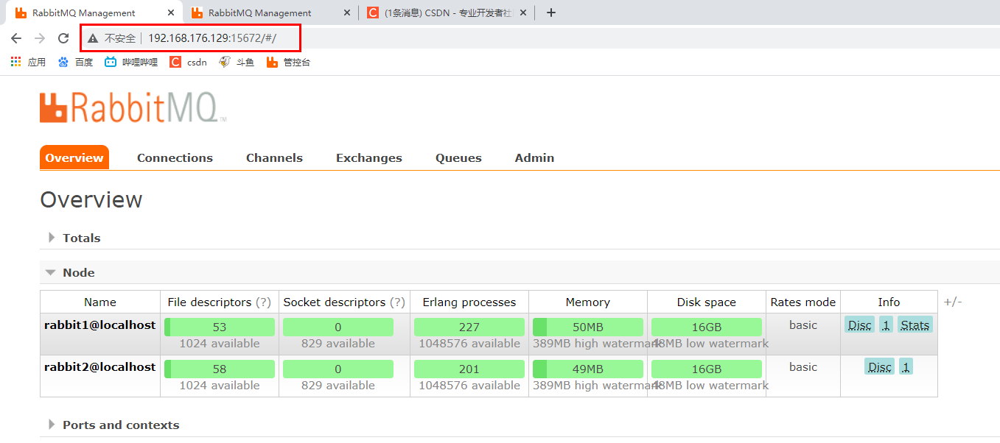 RabbitMQ Management
RabbitMQ Management
(1条消息) CSDN - 专业开发者社
不安全 192.168.176.129:15672/#/
应用 百度 哔哩哔哩 csdn 斗鱼 管控台
RabbitMQ TM
Overview Connections Channels Exchanges Queues Admin
Overview
Totals
Node
Name File descriptors (?) Socket descriptors (?) Erlang processes Memory Disk space Rates mode Info +/-
rabbit1@localhost 53 0 227 50MB 16GB basic Disc 1 Stats
1024 available 829 available 1048576 available 389MB high watermark 48MB low watermark
rabbit2@localhost 58 0 201 49MB 16GB basic Disc 1
1024 available 829 available 1048576 available 389MB high watermark 48MB low watermark
Ports and contexts